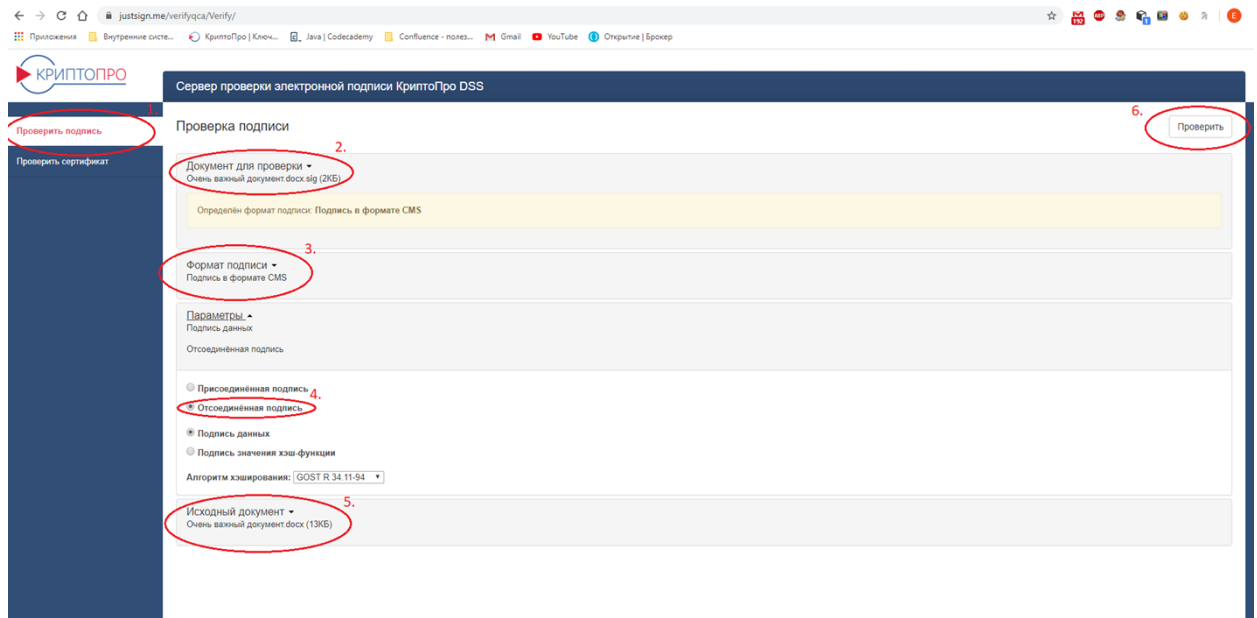 justsign.me/verifyqca/Verify/
192
ABP
1
E
Приложения Внутренние систе... КриптоПро | Ключ... Java | Codecademy Confluence - полез... Gmail YouTube Открытие | Брокер
КРИПТОПРО
Сервер проверки электронной подписи КриптоПро DSS
1.
Проверить подпись
Проверить сертификат
Проверка подписи
6.
Проверить
2.
Документ для проверки
Очень важный документ.docx.sig (2КБ)
Определён формат подписи: Подпись в формате CMS
3.
Формат подписи
Подпись в формате CMS
Параметры
Подпись данных
Отсоединённая подпись
Присоединённая подпись
4.
Отсоединённая подпись
Подпись данных
Подпись значения хэш-функции
Алгоритм хэширования: GOST R 34.11-94
5.
Исходный документ
Очень важный документ.docx (13КБ)